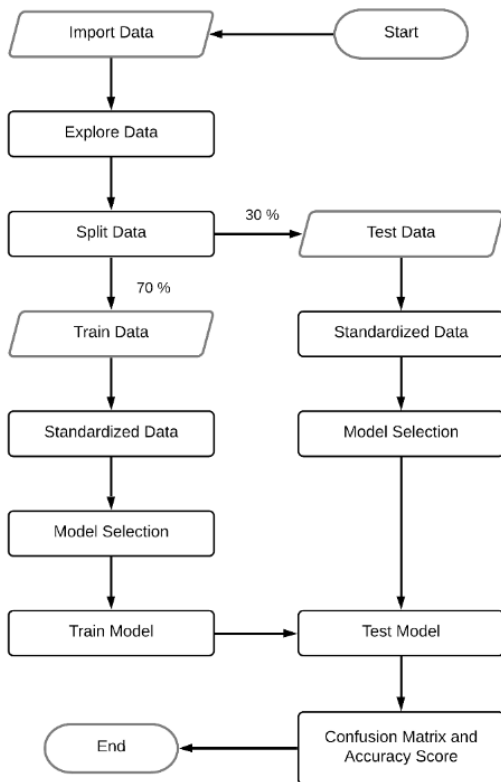 Import Data
Start
Explore Data
Split Data
30 %
Test Data
70 %
Train Data
Standardized Data
Standardized Data
Model Selection
Model Selection
Train Model
Test Model
End
Confusion Matrix and
Accuracy Score